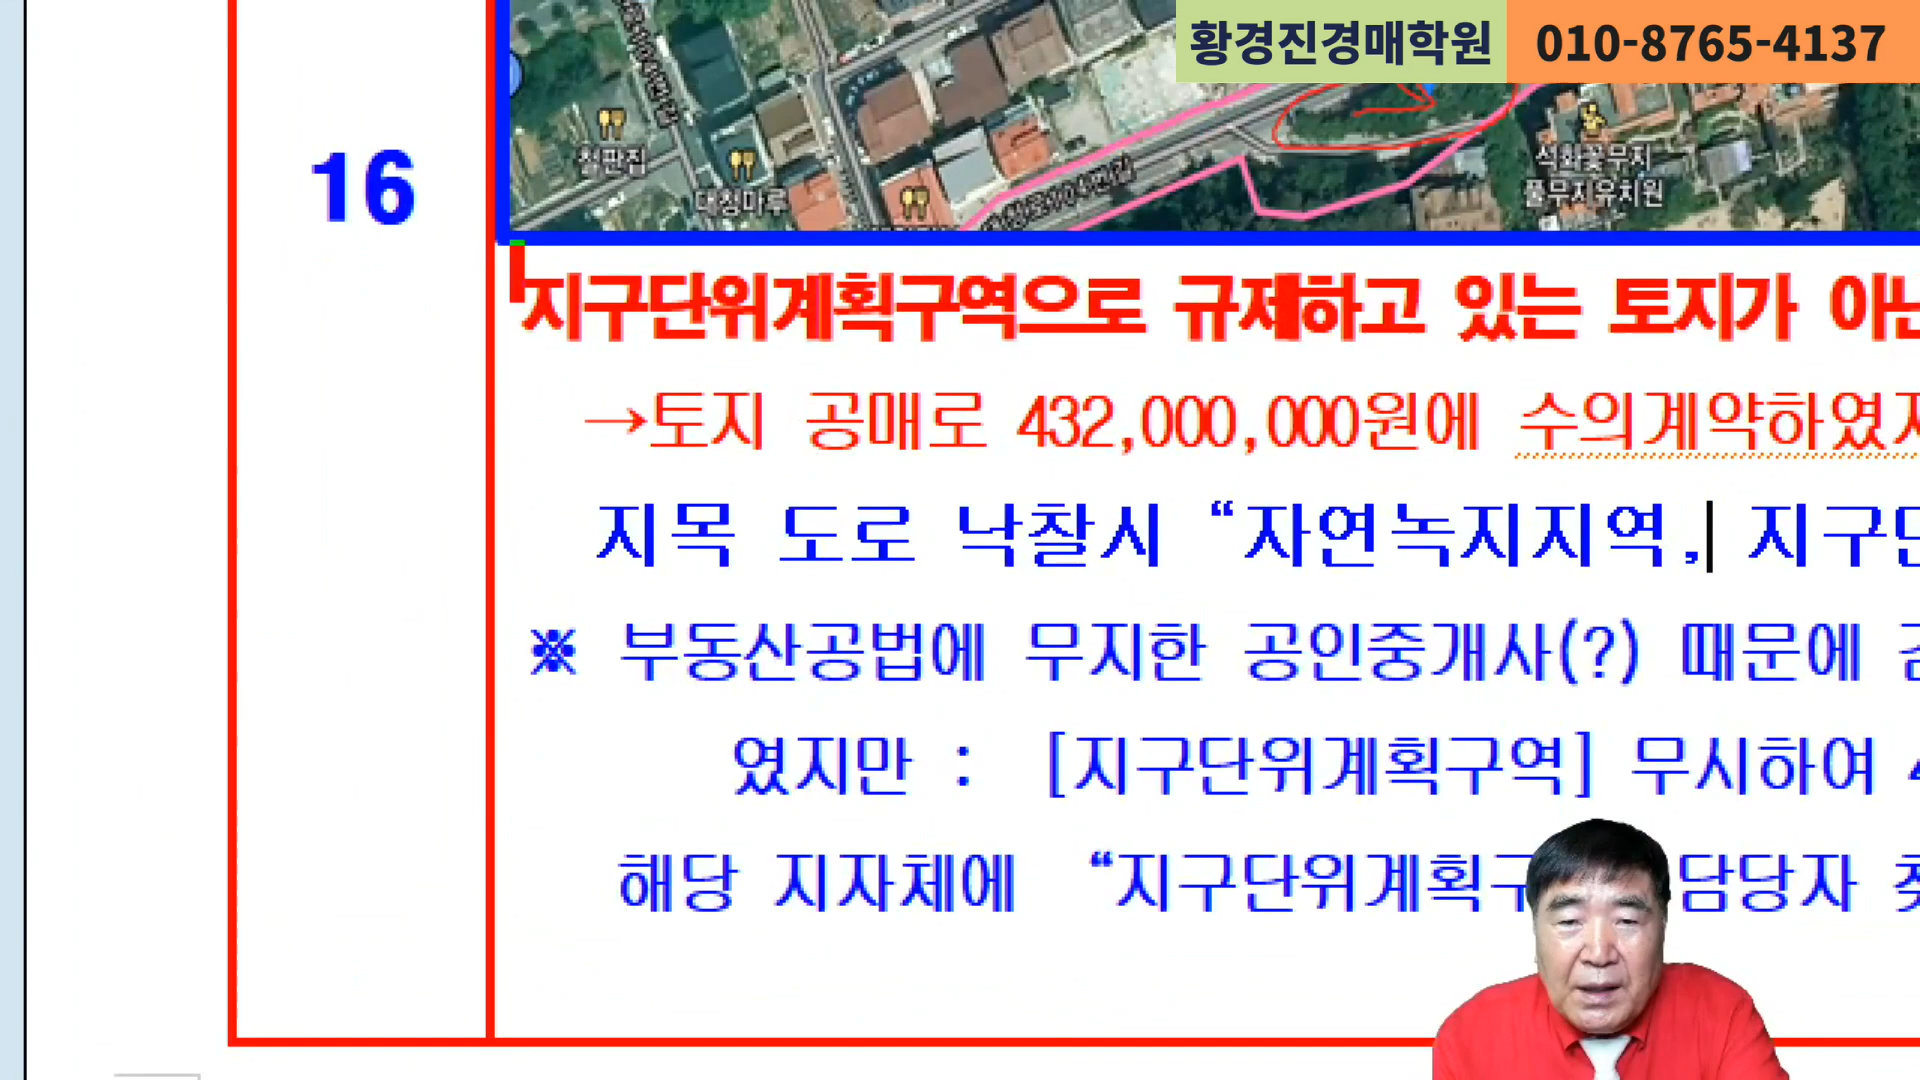 황경진경매학원 010-8765-4137
철판집
대청마루
석화꽃무지
풀무지유치원
16
지구단위계획구역으로 규제하고 있는 토지가
→토지 공매로 432,000,000원에 수의계약하였
지목 도로 낙찰시 “자연녹지지역, 지구
※ 부동산공법에 무지한 공인중개사(?) 때문에
였지만 : [지구단위계획구역] 무시하여
해당 지자체에 “지구단위계획구 담당자